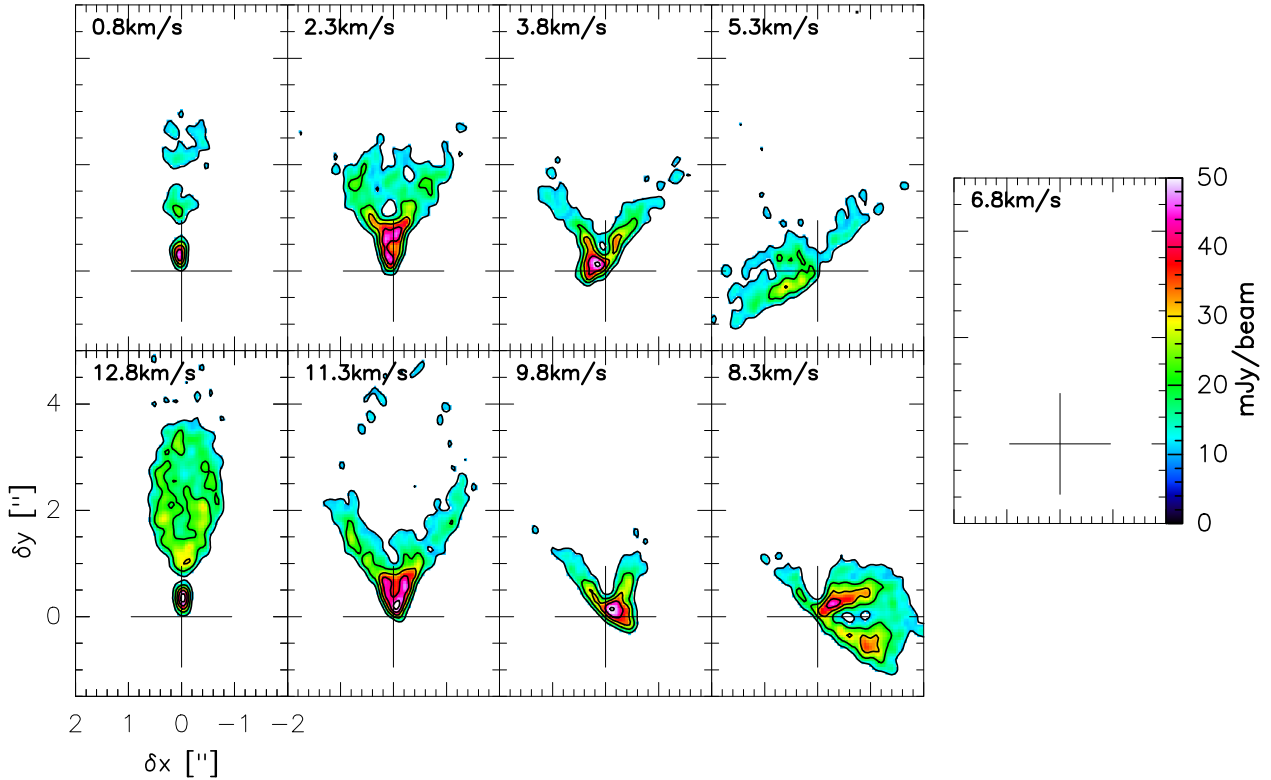 0.8km/s 2.3km/s 3.8km/s 5.3km/s
6.8km/s
50
40
30
20
10
0
mJy/beam
12.8km/s 11.3km/s 9.8km/s 8.3km/s
4
2
0
δy ["]
2 1 0 −1 −2
δx ["]